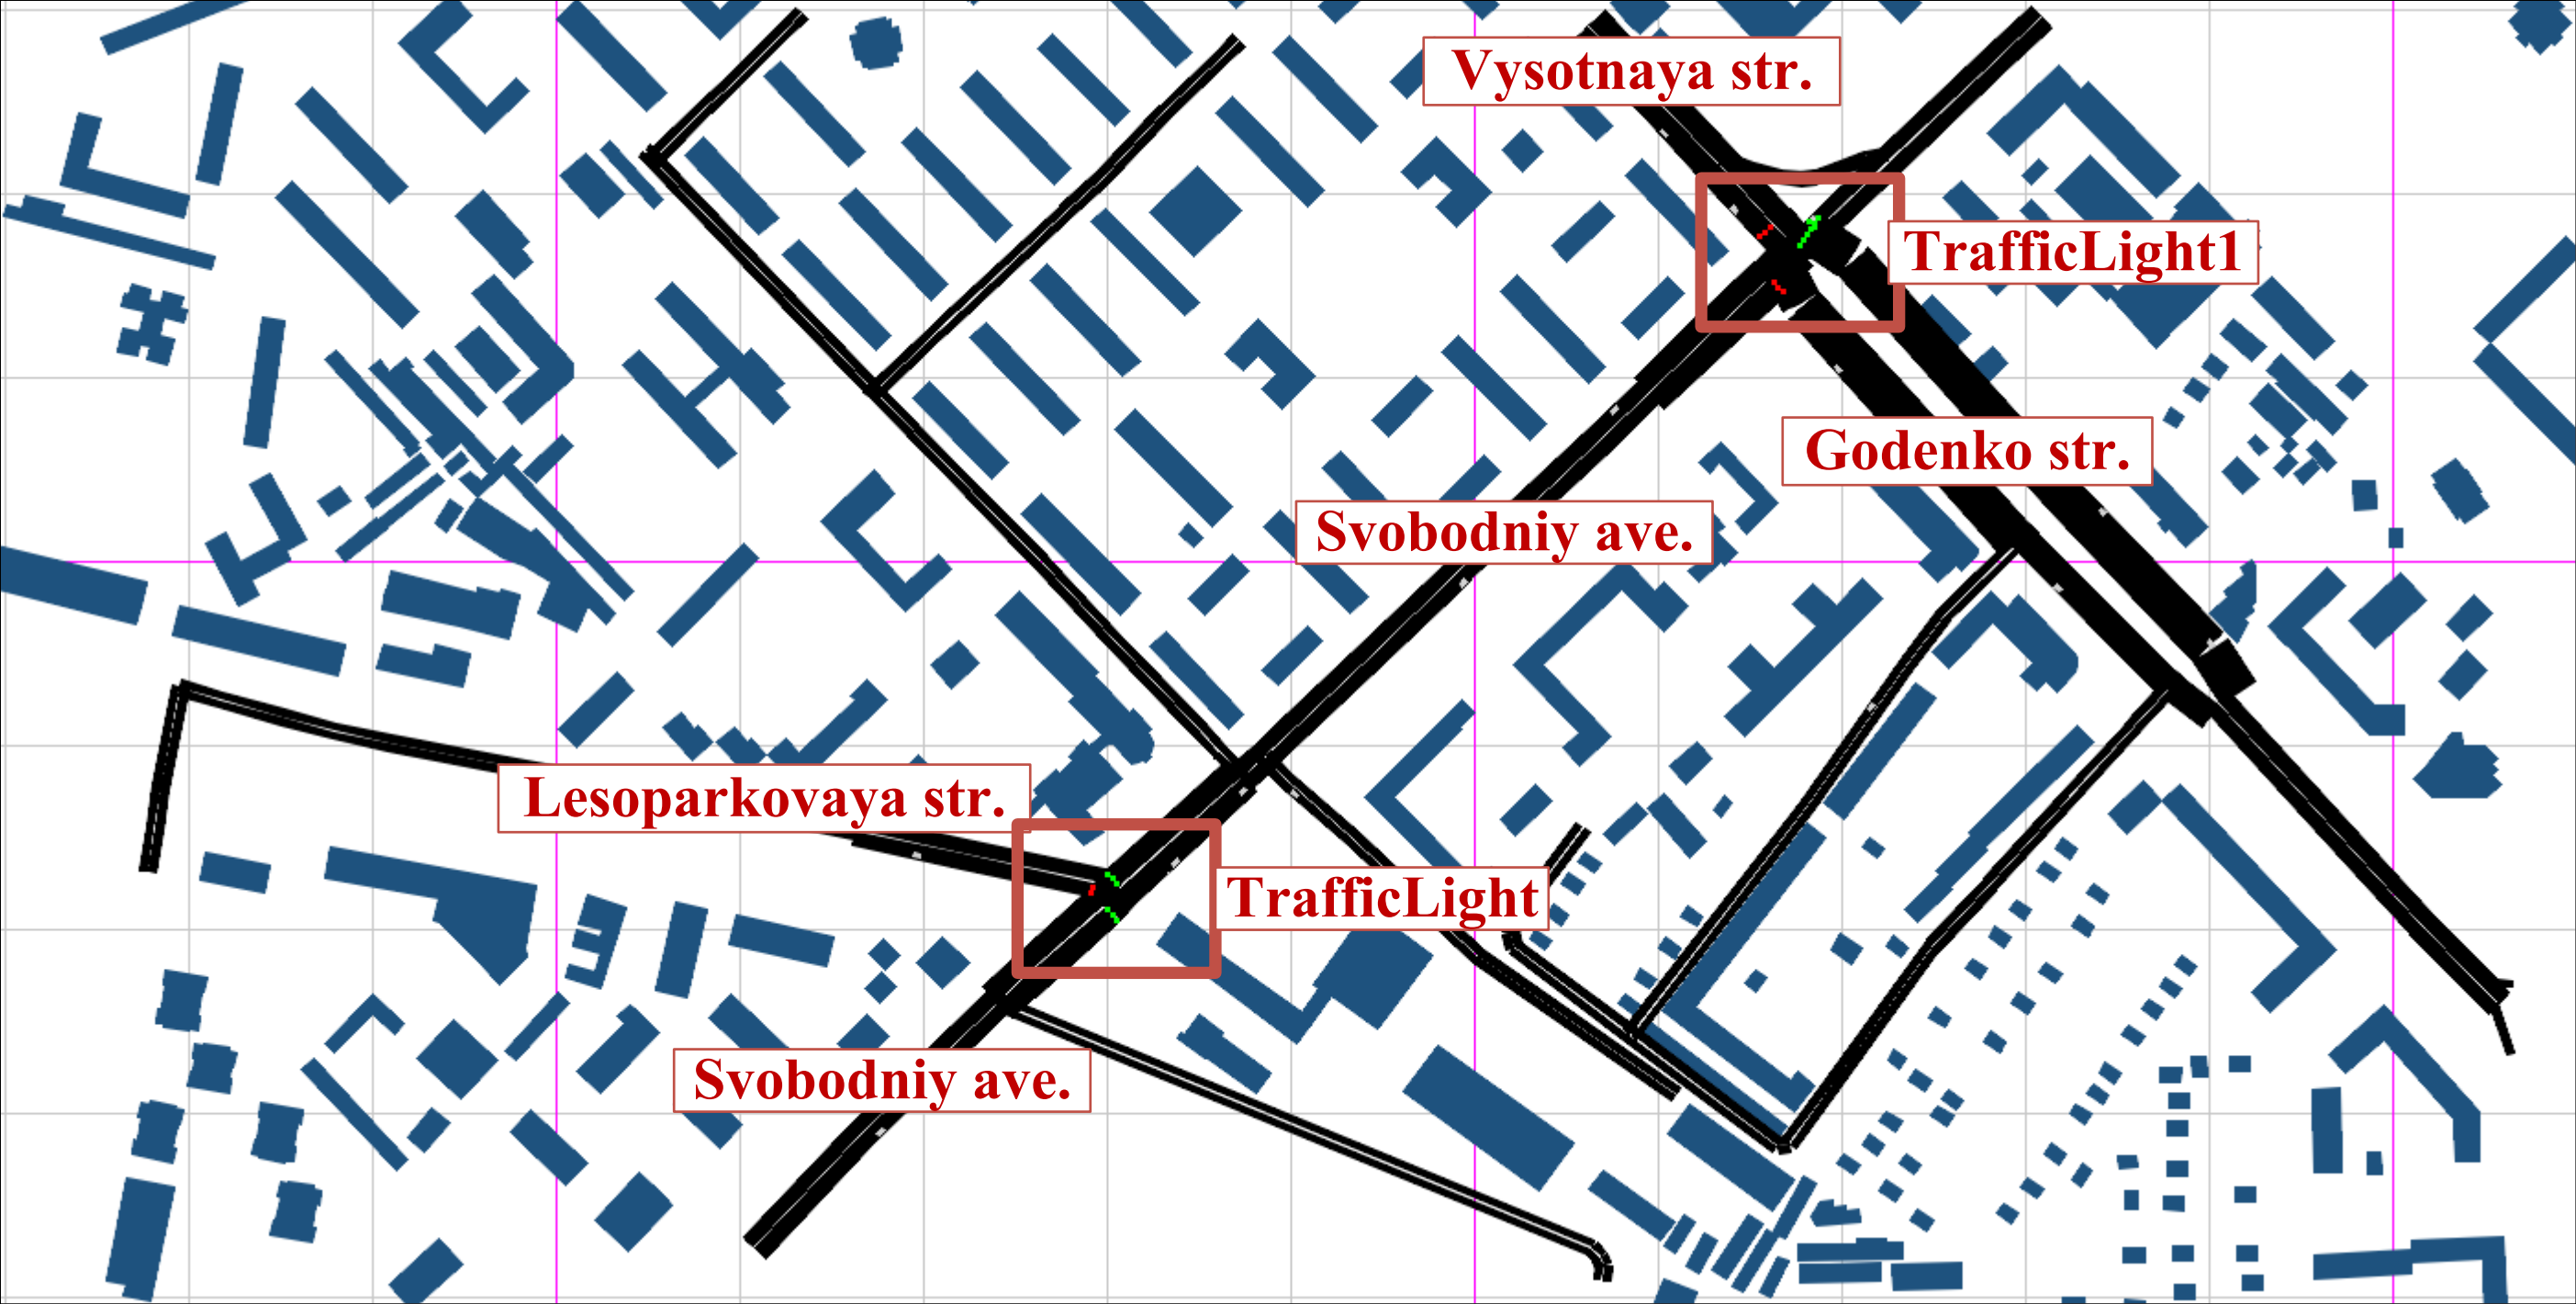 Vysotnaya str.
TrafficLight1
Godenko str.
Svobodniy ave.
Lesoparkovaya str.
TrafficLight
Svobodniy ave.